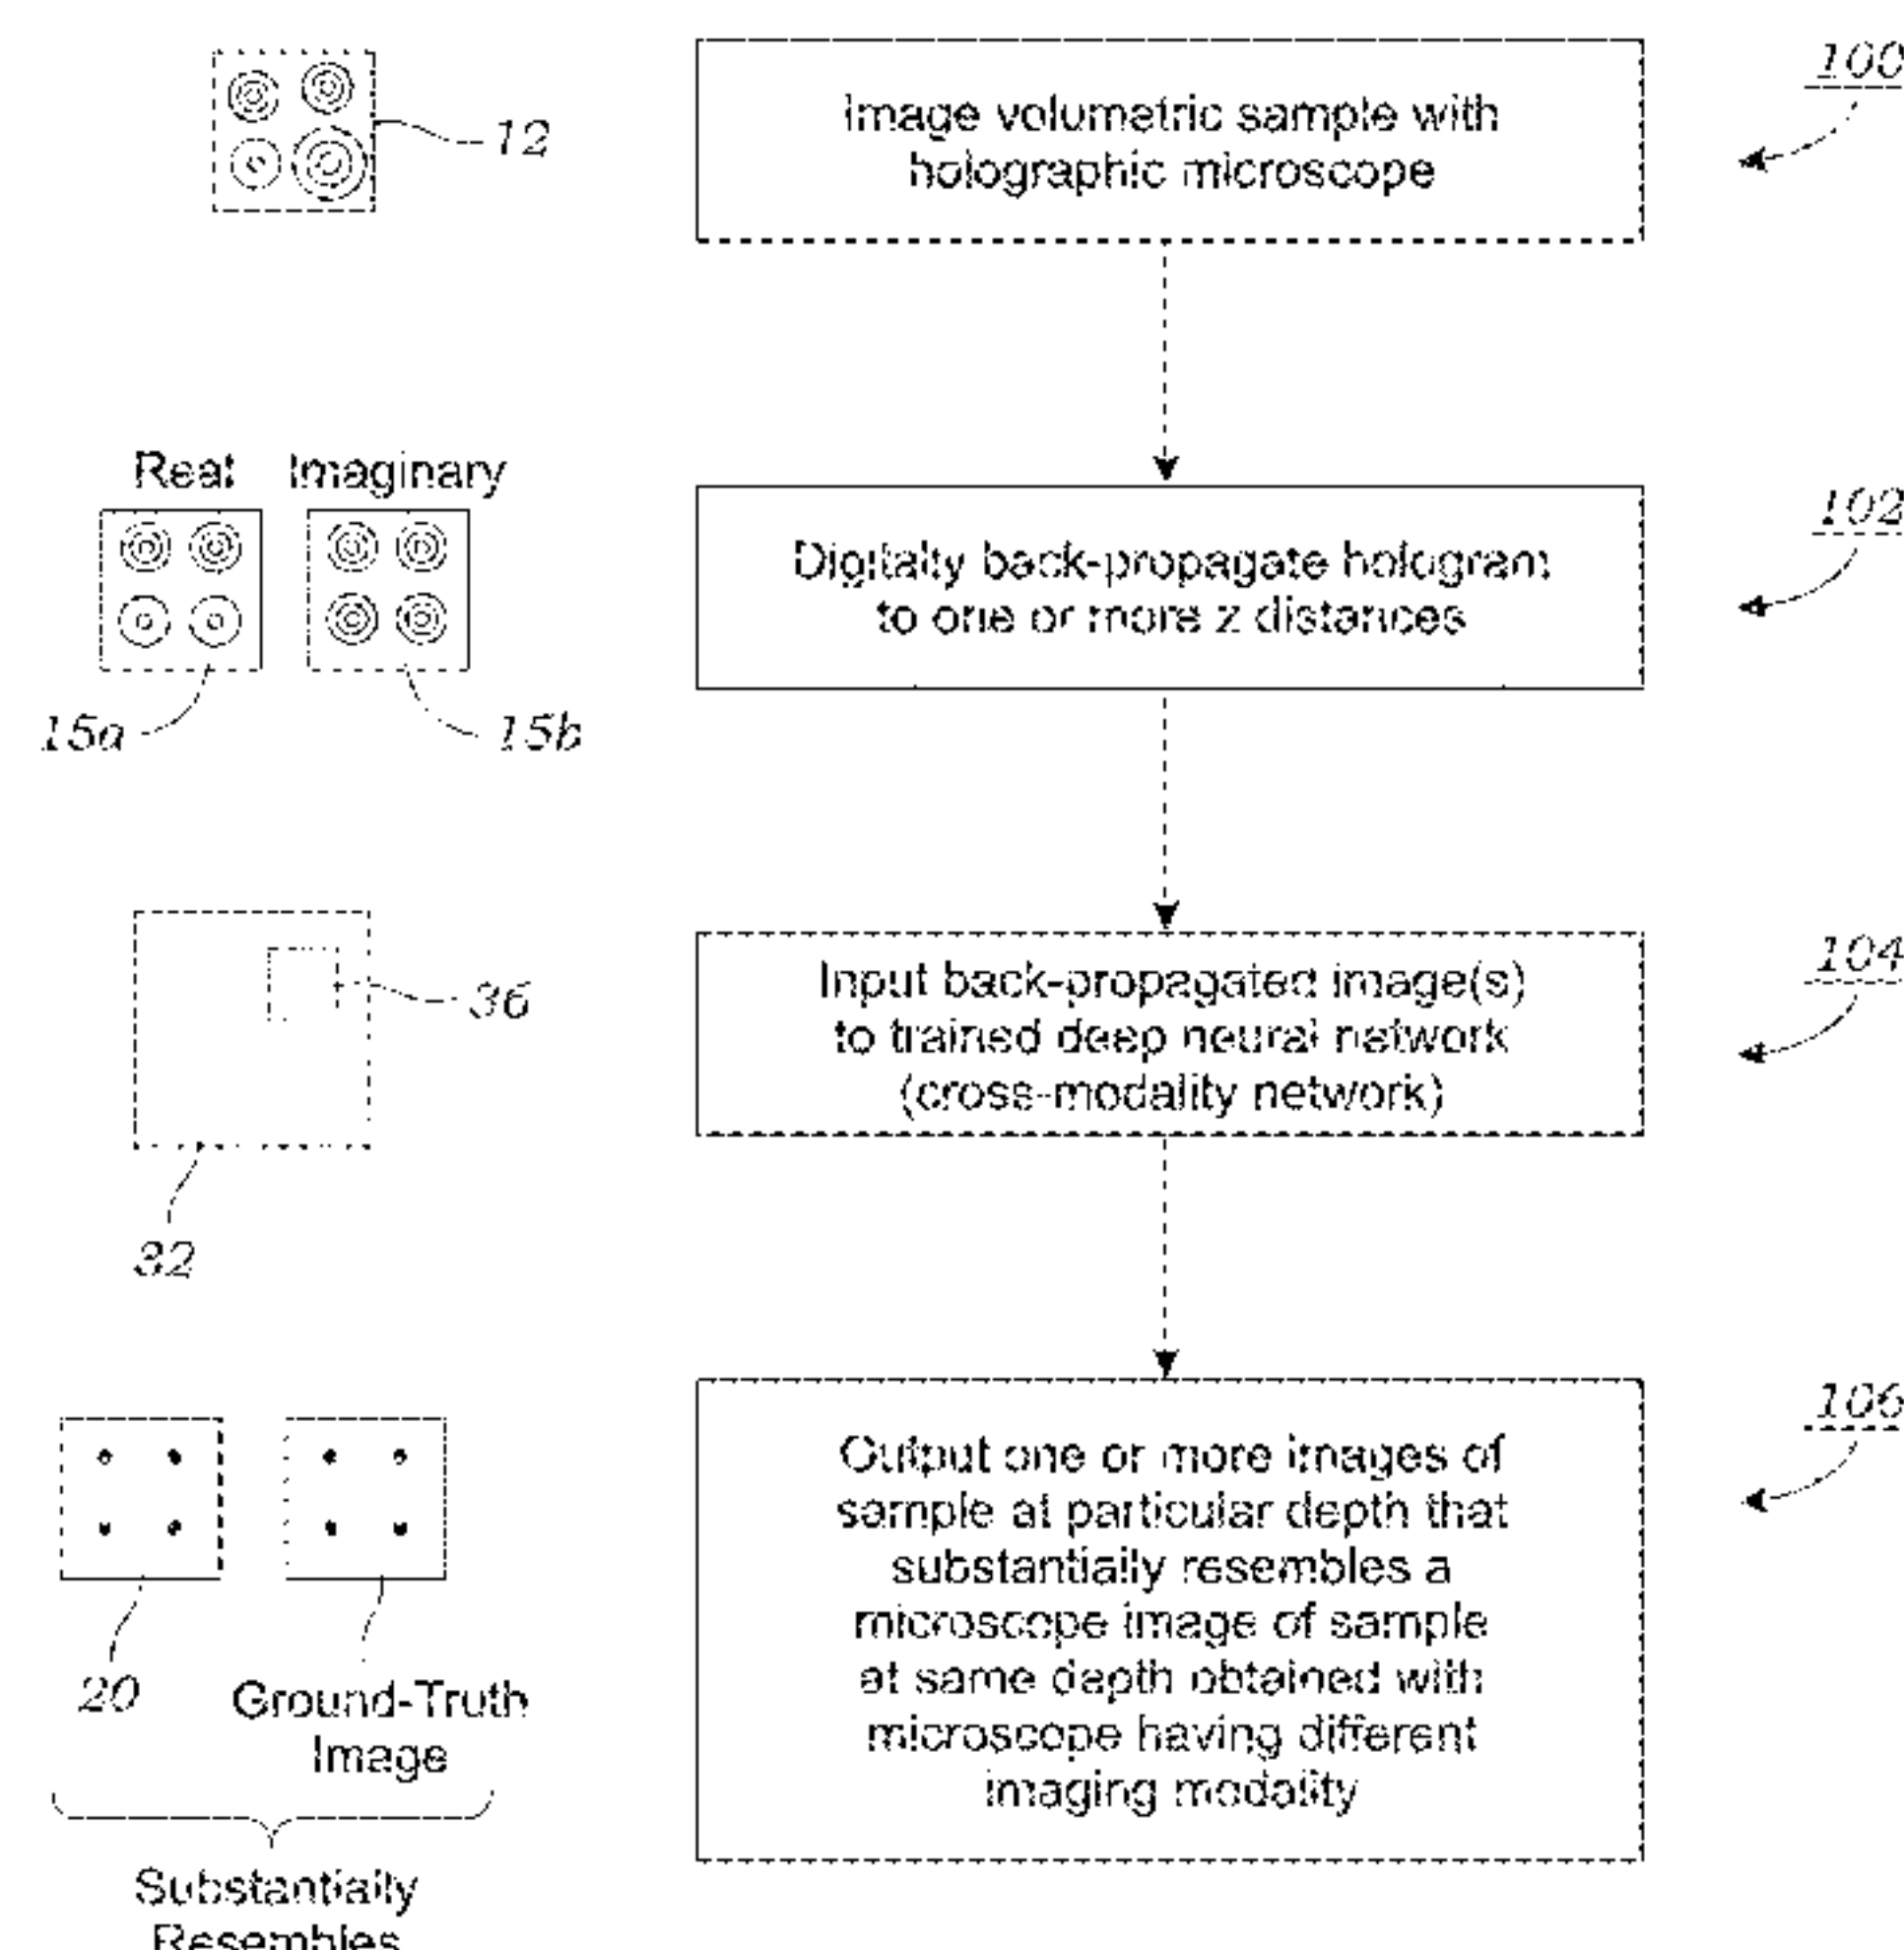 12
Image volumetric sample with
holographic microscope
100
Real Imaginary
15a
15b
Digitally back-propagate hologram
to one or more z distances
102
36
32
Input back-propagated image(s)
to trained deep neural network
(cross-modality network)
104
20
Ground-Truth
Image
Substantially
Resembles
Output one or more images of
sample at particular depth that
substantially resembles a
microscope image of sample
at same depth obtained with
microscope having different
imaging modality
106